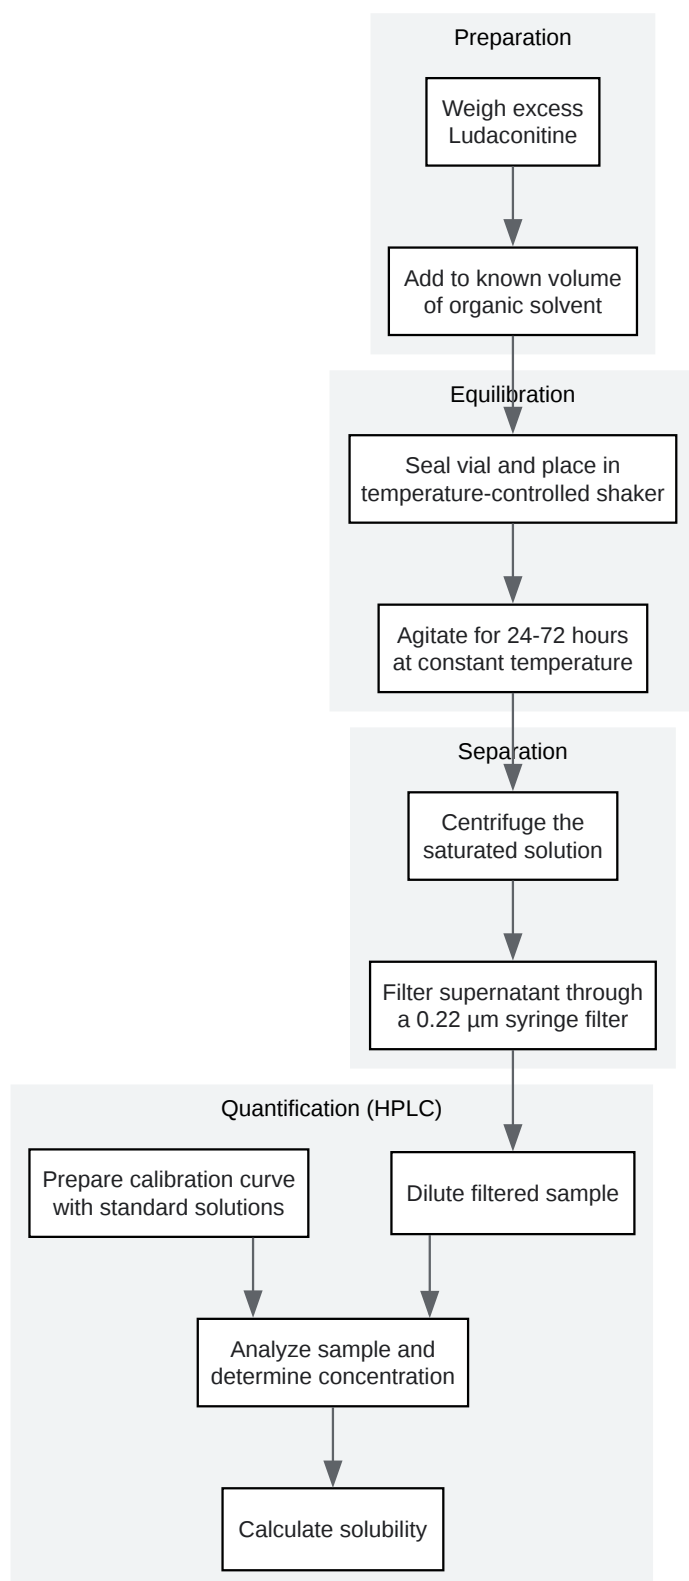 Preparation
Weigh excess
Ludaconitine
Add to known volume
of organic solvent
Equilibration
Seal vial and place in
temperature-controlled shaker
Agitate for 24-72 hours
at constant temperature
Separation
Centrifuge the
saturated solution
Filter supernatant through
a 0.22 µm syringe filter
Quantification (HPLC)
Prepare calibration curve
with standard solutions
Dilute filtered sample
Analyze sample and
determine concentration
Calculate solubility